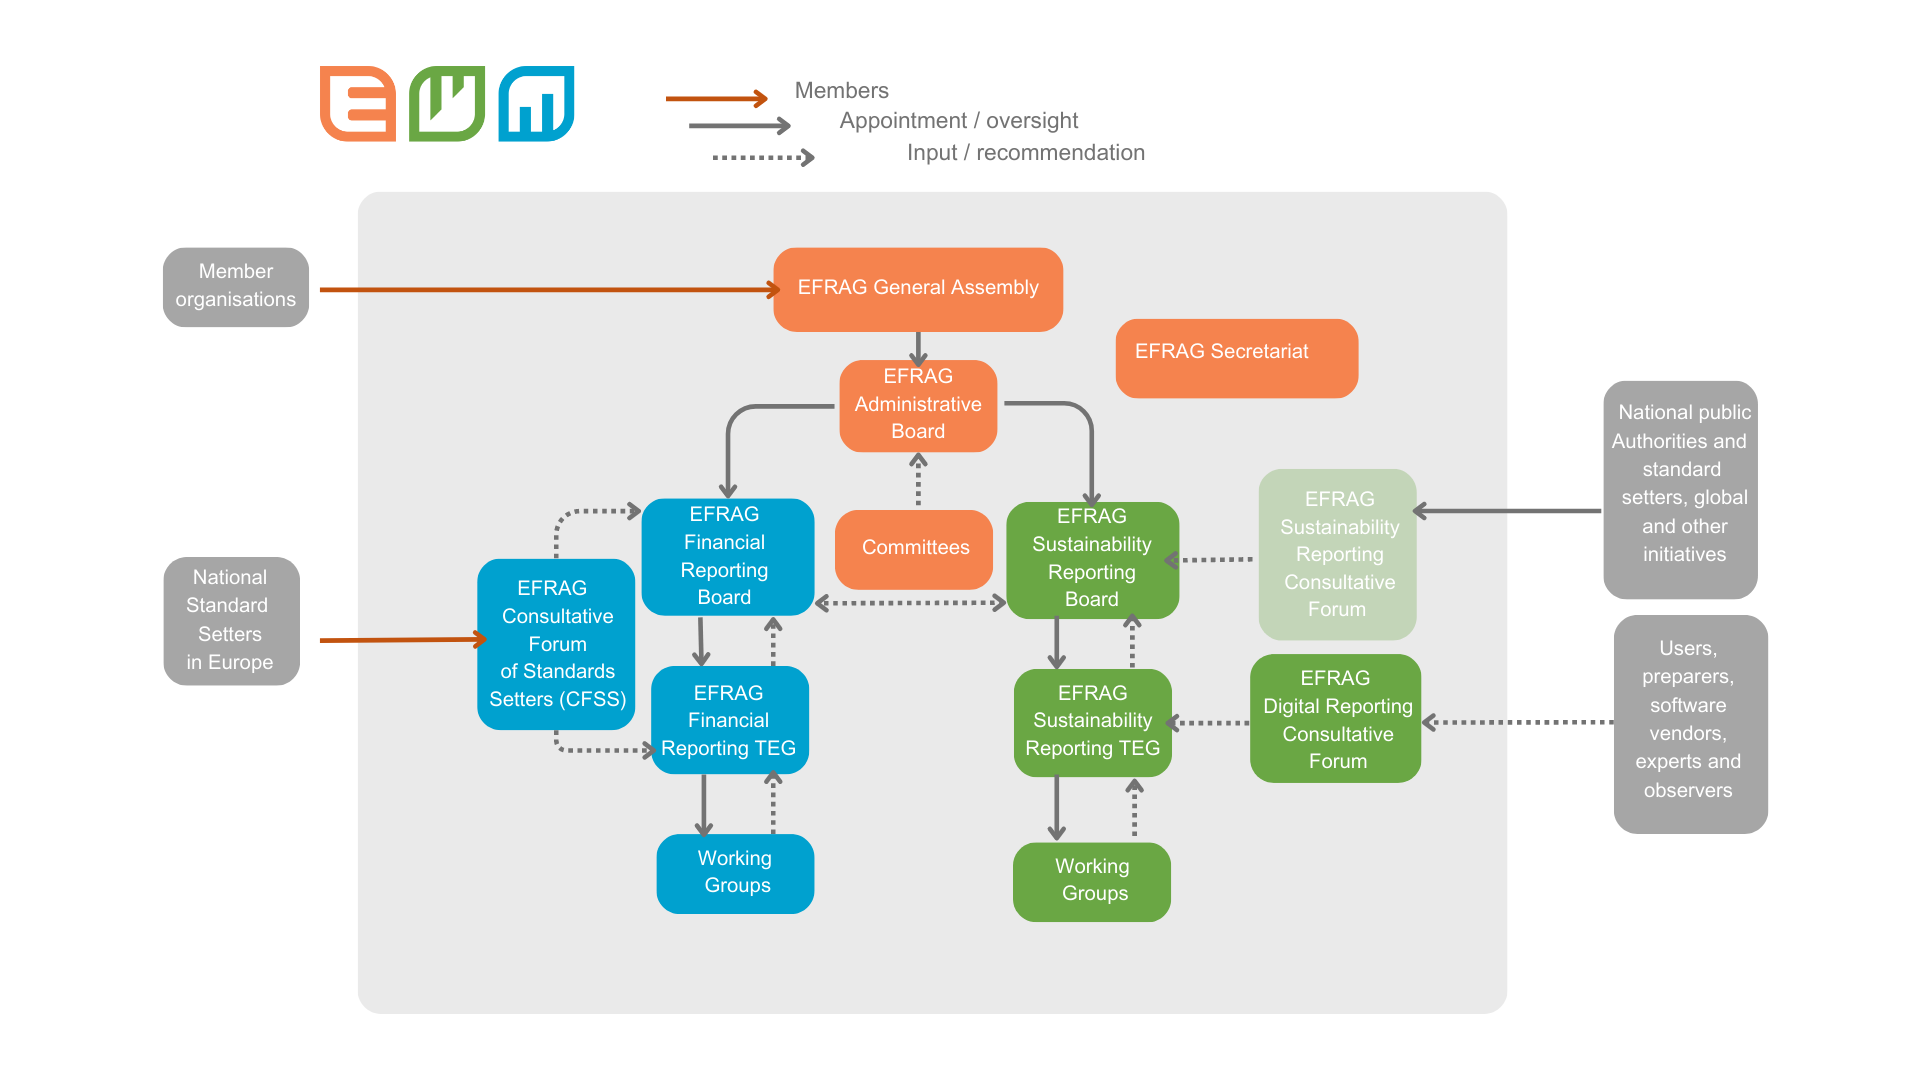 Members
Appointment / oversight
Input / recommendation
Member
organisations
EFRAG General Assembly
EFRAG Secretariat
EFRAG
Administrative
Board
National public
Authorities and
standard
setters, global
and other
initiatives
EFRAG
Financial
Reporting
Board
Committees
EFRAG
Sustainability
Reporting
Board
EFRAG
Sustainability
Reporting
Consultative
Forum
National
Standard
Setters
in Europe
EFRAG
Consultative
Forum
of Standards
Setters (CFSS)
EFRAG
Financial
Reporting TEG
EFRAG
Sustainability
Reporting TEG
EFRAG
Digital Reporting
Consultative
Forum
Users,
preparers,
software
vendors,
experts and
observers
Working
Groups
Working
Groups